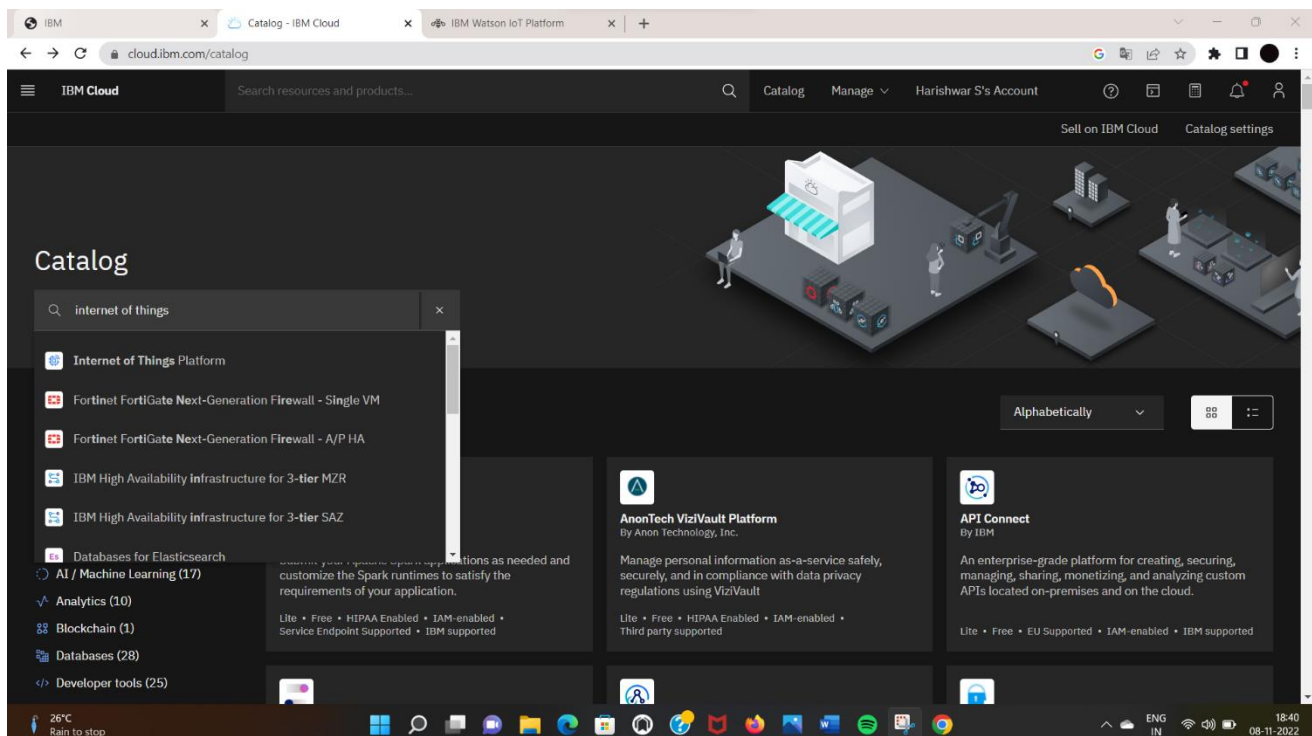 IBM
Catalog - IBM Cloud
IBM Watson IoT Platform
cloud.ibm.com/catalog
IBM Cloud
Search resources and products...
Catalog
Manage
Harishwar S's Account
Sell on IBM Cloud
Catalog settings
Catalog
internet of things
Internet of Things Platform
Fortinet FortiGate Next-Generation Firewall - Single VM
Fortinet FortiGate Next-Generation Firewall - A/P HA
IBM High Availability infrastructure for 3-tier MZR
IBM High Availability infrastructure for 3-tier SAZ
Es Databases for Elasticsearch
Alphabetically
AI / Machine Learning (17)
Analytics (10)
Blockchain (1)
Databases (28)
Developer tools (25)
applications as needed and
customize the Spark runtimes to satisfy the
requirements of your application.
Lite • Free • HIPAA Enabled • IAM-enabled •
Service Endpoint Supported • IBM supported
AnonTech ViziVault Platform
By Anon Technology, Inc.
Manage personal information as-a-service safely,
securely, and in compliance with data privacy
regulations using ViziVault
Lite • Free • HIPAA Enabled • IAM-enabled •
Third party supported
API Connect
By IBM
An enterprise-grade platform for creating, securing,
managing, sharing, monetizing, and analyzing custom
APIs located on-premises and on the cloud.
Lite • Free • EU Supported • IAM-enabled • IBM supported
26°C
Rain to stop
ENG
IN
18:40
08-11-2022